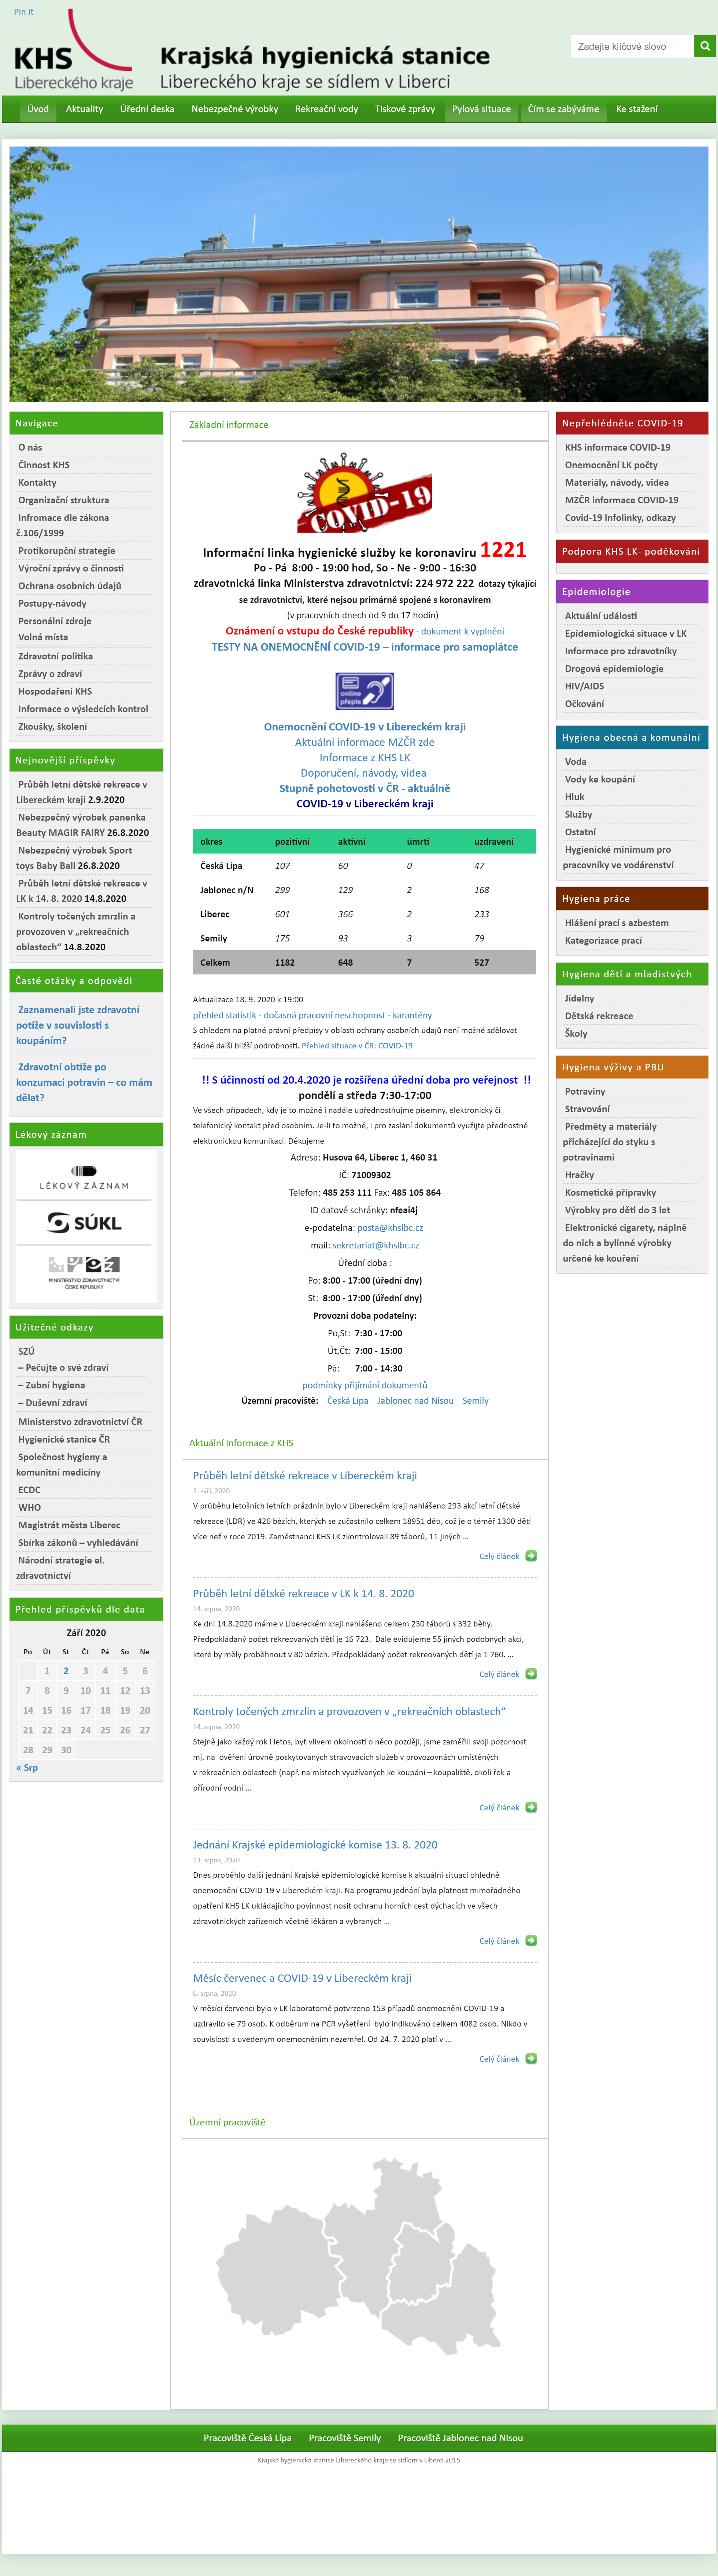 Pin It
KHS
Libereckého kraje
Krajská hygienická stanice
Libereckého kraje se sídlem v Liberci
Zadejte klíčové slovo
Úvod Aktuality Úřední deska Nebezpečné výrobky Rekreační vody Tiskové zprávy Pylová situace Čím se zabýváme Ke stažení
Navigace
O nás
Činnost KHS
Kontakty
Organizační struktura
Infromace dle zákona
č.106/1999
Protikorupční strategie
Výroční zprávy o činnosti
Ochrana osobních údajů
Postupy-návody
Personální zdroje
Volná místa
Zdravotní politika
Zprávy o zdraví
Hospodaření KHS
Informace o výsledcích kontrol
Zkoušky, školení
Nejnovější příspěvky
Průběh letní dětské rekreace v
Libereckém kraji 2.9.2020
Nebezpečný výrobek panenka
Beauty MAGIR FAIRY 26.8.2020
Nebezpečný výrobek Sport
toys Baby Ball 26.8.2020
Průběh letní dětské rekreace v
LK k 14. 8. 2020 14.8.2020
Kontroly točených zmrzlin a
provozoven v „rekreačních
oblastech“ 14.8.2020
Časté otázky a odpovědi
Zaznamenali jste zdravotní
potíže v souvislosti s
koupáním?
Zdravotní obtíže po
konzumaci potravin – co mám
dělat?
Lékový záznam
LÉKOVÝ ZÁZNAM
SÚKL
MINISTERSTVO ZDRAVOTNICTVÍ
ČESKÉ REPUBLIKY
Užitečné odkazy
SZÚ
– Pečujte o své zdraví
– Zubní hygiena
– Duševní zdraví
Ministerstvo zdravotnictví ČR
Hygienické stanice ČR
Společnost hygieny a
komunitní medicíny
ECDC
WHO
Magistrát města Liberec
Sbírka zákonů – vyhledávání
Národní strategie el.
zdravotnictví
Přehled příspěvků dle data
Září 2020
Po Út St Čt Pá So Ne
1 2 3 4 5 6
7 8 9 10 11 12 13
14 15 16 17 18 19 20
21 22 23 24 25 26 27
28 29 30
« Srp
Základní informace
COVID-19
Informační linka hygienické služby ke koronaviru 1221
Po - Pá 8:00 - 19:00 hod, So - Ne - 9:00 - 16:30
zdravotnická linka Ministerstva zdravotnictví: 224 972 222 dotazy týkající
se zdravotnictví, které nejsou primárně spojené s koronavirem
(v pracovních dnech od 9 do 17 hodin)
Oznámení o vstupu do České republiky - dokument k vyplnění
TESTY NA ONEMOCNĚNÍ COVID-19 – informace pro samoplátce
online
přepis
Onemocnění COVID-19 v Libereckém kraji
Aktuální informace MZČR zde
Informace z KHS LK
Doporučení, návody, videa
Stupně pohotovosti v ČR - aktuálně
COVID-19 v Libereckém kraji
okres pozitivní aktivní úmrtí uzdravení
Česká Lípa 107 60 0 47
Jablonec n/N 299 129 2 168
Liberec 601 366 2 233
Semily 175 93 3 79
Celkem 1182 648 7 527
Aktualizace 18. 9. 2020 k 19:00
přehled statistik - dočasná pracovní neschopnost - karantény
S ohledem na platné právní předpisy v oblasti ochrany osobních údajů není možné sdělovat
žádné další bližší podrobnosti. Přehled situace v ČR: COVID-19
!! S účinností od 20.4.2020 je rozšířena úřední doba pro veřejnost !!
pondělí a středa 7:30-17:00
Ve všech případech, kdy je to možné i nadále upřednostňujme písemný, elektronický či
telefonický kontakt před osobním. Je-li to možné, i pro zaslání dokumentů využijte přednostně
elektronickou komunikaci. Děkujeme
Adresa: Husova 64, Liberec 1, 460 31
IČ: 71009302
Telefon: 485 253 111 Fax: 485 105 864
ID datové schránky: nfeai4j
e-podatelna: posta@khslbc.cz
mail: sekretariat@khslbc.cz
Úřední doba :
Po: 8:00 - 17:00 (úřední dny)
St: 8:00 - 17:00 (úřední dny)
Provozní doba podatelny:
Po,St: 7:30 - 17:00
Út,Čt: 7:00 - 15:00
Pá: 7:00 - 14:30
podmínky přijímání dokumentů
Územní pracoviště: Česká Lípa Jablonec nad Nisou Semily
Aktuální informace z KHS
Průběh letní dětské rekreace v Libereckém kraji
2. září, 2020
V průběhu letošních letních prázdnin bylo v Libereckém kraji nahlášeno 293 akcí letní dětské
rekreace (LDR) ve 426 bězích, kterých se zúčastnilo celkem 18951 dětí, což je o téměř 1300 dětí
více než v roce 2019. Zaměstnanci KHS LK zkontrolovali 89 táborů, 11 jiných …
Celý článek
Průběh letní dětské rekreace v LK k 14. 8. 2020
14. srpna, 2020
Ke dni 14.8.2020 máme v Libereckém kraji nahlášeno celkem 230 táborů s 332 běhy.
Předpokládaný počet rekreovaných dětí je 16 723. Dále evidujeme 55 jiných podobných akcí,
které by měly proběhnout v 80 bězích. Předpokládaný počet rekreovaných dětí je 1 760. …
Celý článek
Kontroly točených zmrzlin a provozoven v „rekreačních oblastech“
14. srpna, 2020
Stejně jako každý rok i letos, byť vlivem okolností o něco později, jsme zaměřili svoji pozornost
mj. na ověření úrovně poskytovaných stravovacích služeb v provozovnách umístěných
v rekreačních oblastech (např. na místech využívaných ke koupání – koupaliště, okolí řek a
přírodní vodní …
Celý článek
Jednání Krajské epidemiologické komise 13. 8. 2020
13. srpna, 2020
Dnes proběhlo další jednání Krajské epidemiologické komise k aktuální situaci ohledně
onemocnění COVID-19 v Libereckém kraji. Na programu jednání byla platnost mimořádného
opatření KHS LK ukládajícího povinnost nosit ochranu horních cest dýchacích ve všech
zdravotnických zařízeních včetně lékáren a vybraných …
Celý článek
Měsíc červenec a COVID-19 v Libereckém kraji
6. srpna, 2020
V měsíci červenci bylo v LK laboratorně potvrzeno 153 případů onemocnění COVID-19 a
uzdravilo se 79 osob. K odběrům na PCR vyšetření bylo indikováno celkem 4082 osob. Nikdo v
souvislosti s uvedeným onemocněním nezemřel. Od 24. 7. 2020 platí v …
Celý článek
Územní pracoviště
Nepřehlédněte COVID-19
KHS informace COVID-19
Onemocnění LK počty
Materiály, návody, videa
MZČR informace COVID-19
Covid-19 Infolinky, odkazy
Podpora KHS LK- poděkování
Epidemiologie
Aktuální události
Epidemiologická situace v LK
Informace pro zdravotníky
Drogová epidemiologie
HIV/AIDS
Očkování
Hygiena obecná a komunální
Voda
Vody ke koupání
Hluk
Služby
Ostatní
Hygienické minimum pro
pracovníky ve vodárenství
Hygiena práce
Hlášení prací s azbestem
Kategorizace prací
Hygiena dětí a mladistvých
Jídelny
Dětská rekreace
Školy
Hygiena výživy a PBU
Potraviny
Stravování
Předměty a materiály
přicházející do styku s
potravinami
Hračky
Kosmetické přípravky
Výrobky pro děti do 3 let
Elektronické cigarety, náplně
do nich a bylinné výrobky
určené ke kouření
Pracoviště Česká Lípa Pracoviště Semily Pracoviště Jablonec nad Nisou
Krajská hygienická stanice Libereckého kraje se sídlem v Liberci 2015